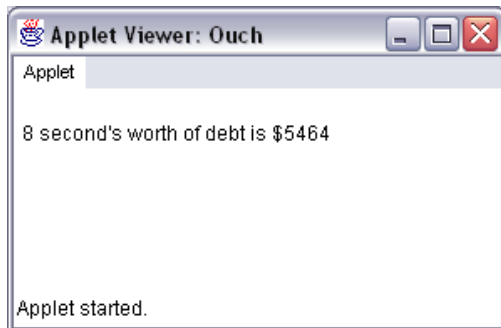 Applet Viewer: Ouch
Applet
8 second's worth of debt is $5464
Applet started.